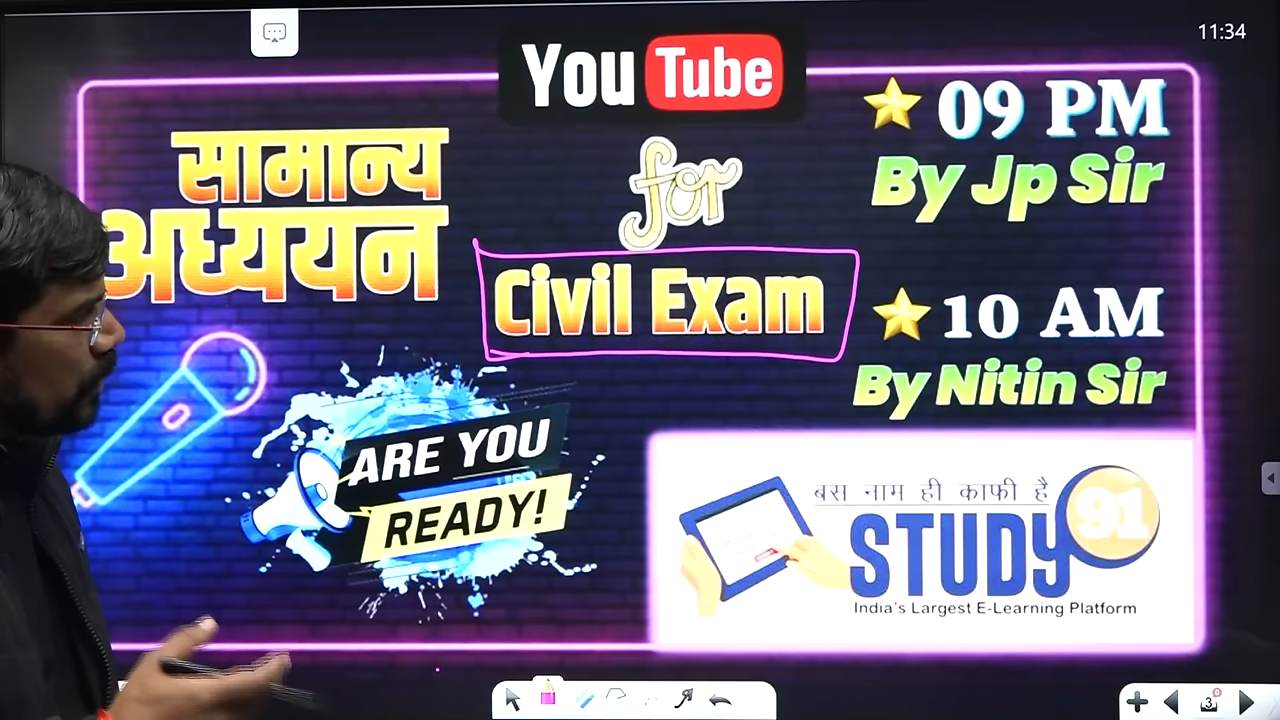 11:34
YouTube
for
Civil Exam
सामान्य
अध्ययन
09 PM
By Jp Sir
10 AM
By Nitin Sir
ARE YOU
READY!
बस नाम ही काफी है
STUDY 91
India's Largest E-Learning Platform
3